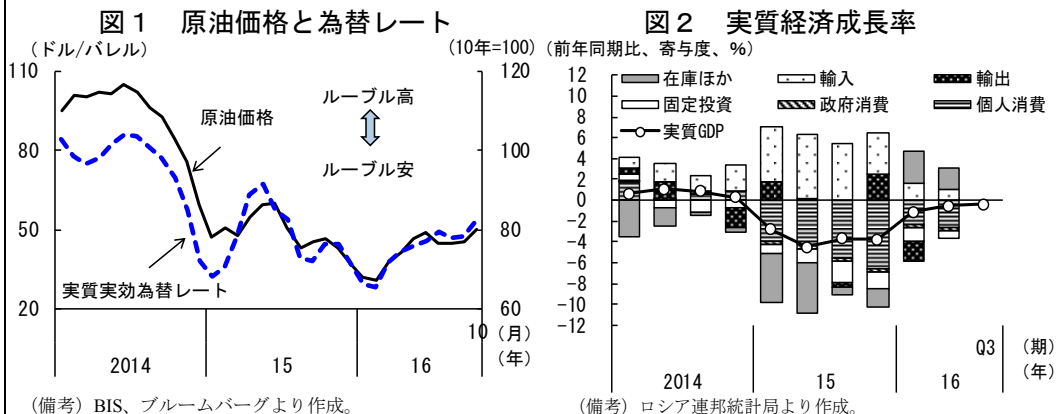 図１　原油価格と為替レート
（ドル/バレル）
(10年=100)
110
80
50
20
120
100
80
60
原油価格
ルーブル高
ルーブル安
実質実効為替レート
10
（月）
（年）
2014
15
16
（備考）BIS、ブルームバーグより作成。
図２　実質経済成長率
(前年同期比、寄与度、%)
12
10
8
6
4
2
0
-2
-4
-6
-8
-10
-12
在庫ほか
輸入
輸出
固定投資
政府消費
個人消費
実質GDP
Q3
（期）
（年）
2014
15
16
（備考）ロシア連邦統計局より作成。